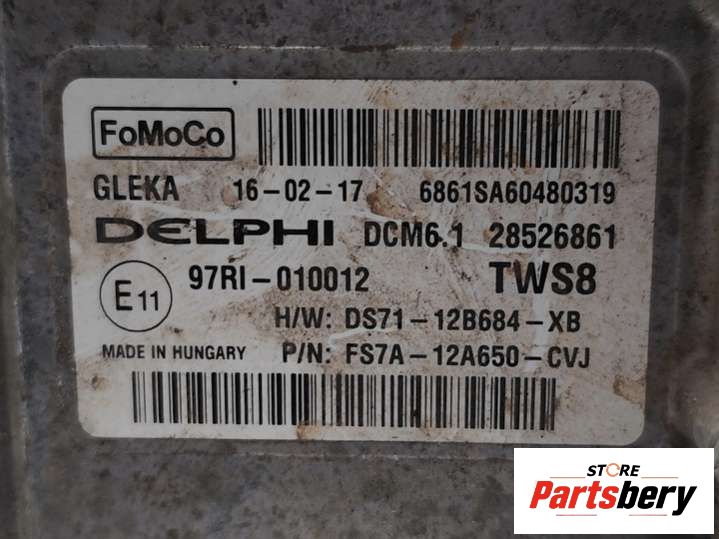 FoMoCo
GLEKA 16-02-17 6861SA60480319
DELPHI DCM6.1 28526861
E11 97RI-010012 TWS8
H/W: DS71-12B684-XB
MADE IN HUNGARY P/N: FS7A-12A650-CVJ
STORE
Partsbery